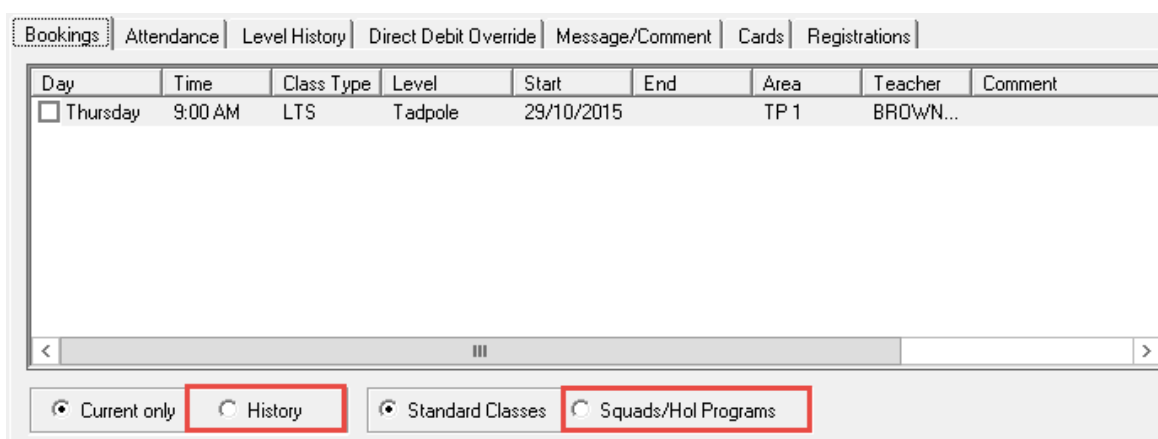 Bookings Attendance Level History Direct Debit Override Message/Comment Cards Registrations
Day Time Class Type Level Start End Area Teacher Comment
Thursday 9:00 AM LTS Tadpole 29/10/2015 TP 1 BROWN...
Current only History Standard Classes Squads/Hol Programs